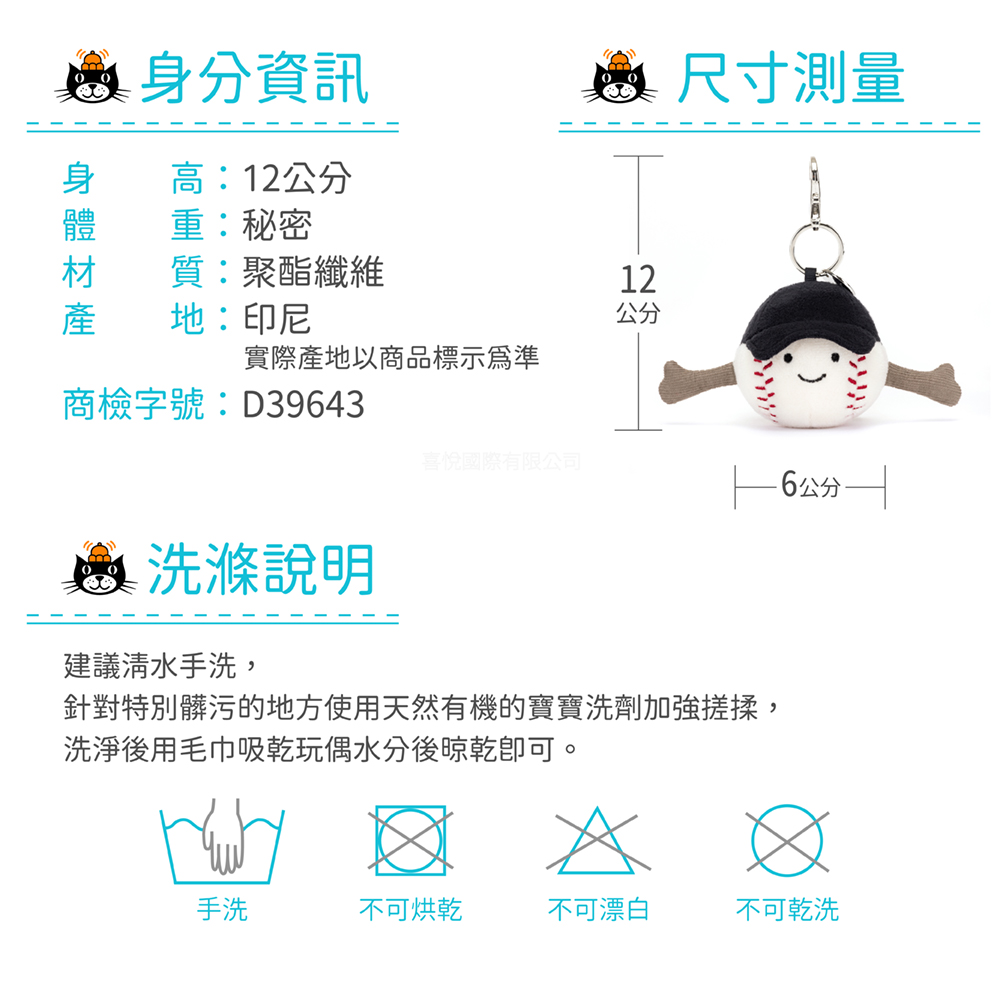 身分資訊
身高：12公分
體重：秘密
材質：聚酯纖維
產地：印尼
實際產地以商品標示為準
商檢字號：D39643
尺寸測量
12
公分
6公分
喜悅國際有限公司
洗滌說明
建議清水手洗，
針對特別髒污的地方使用天然有機的寶寶洗劑加強搓揉，
洗淨後用毛巾吸乾玩偶水分後晾乾即可。
手洗
不可烘乾
不可漂白
不可乾洗